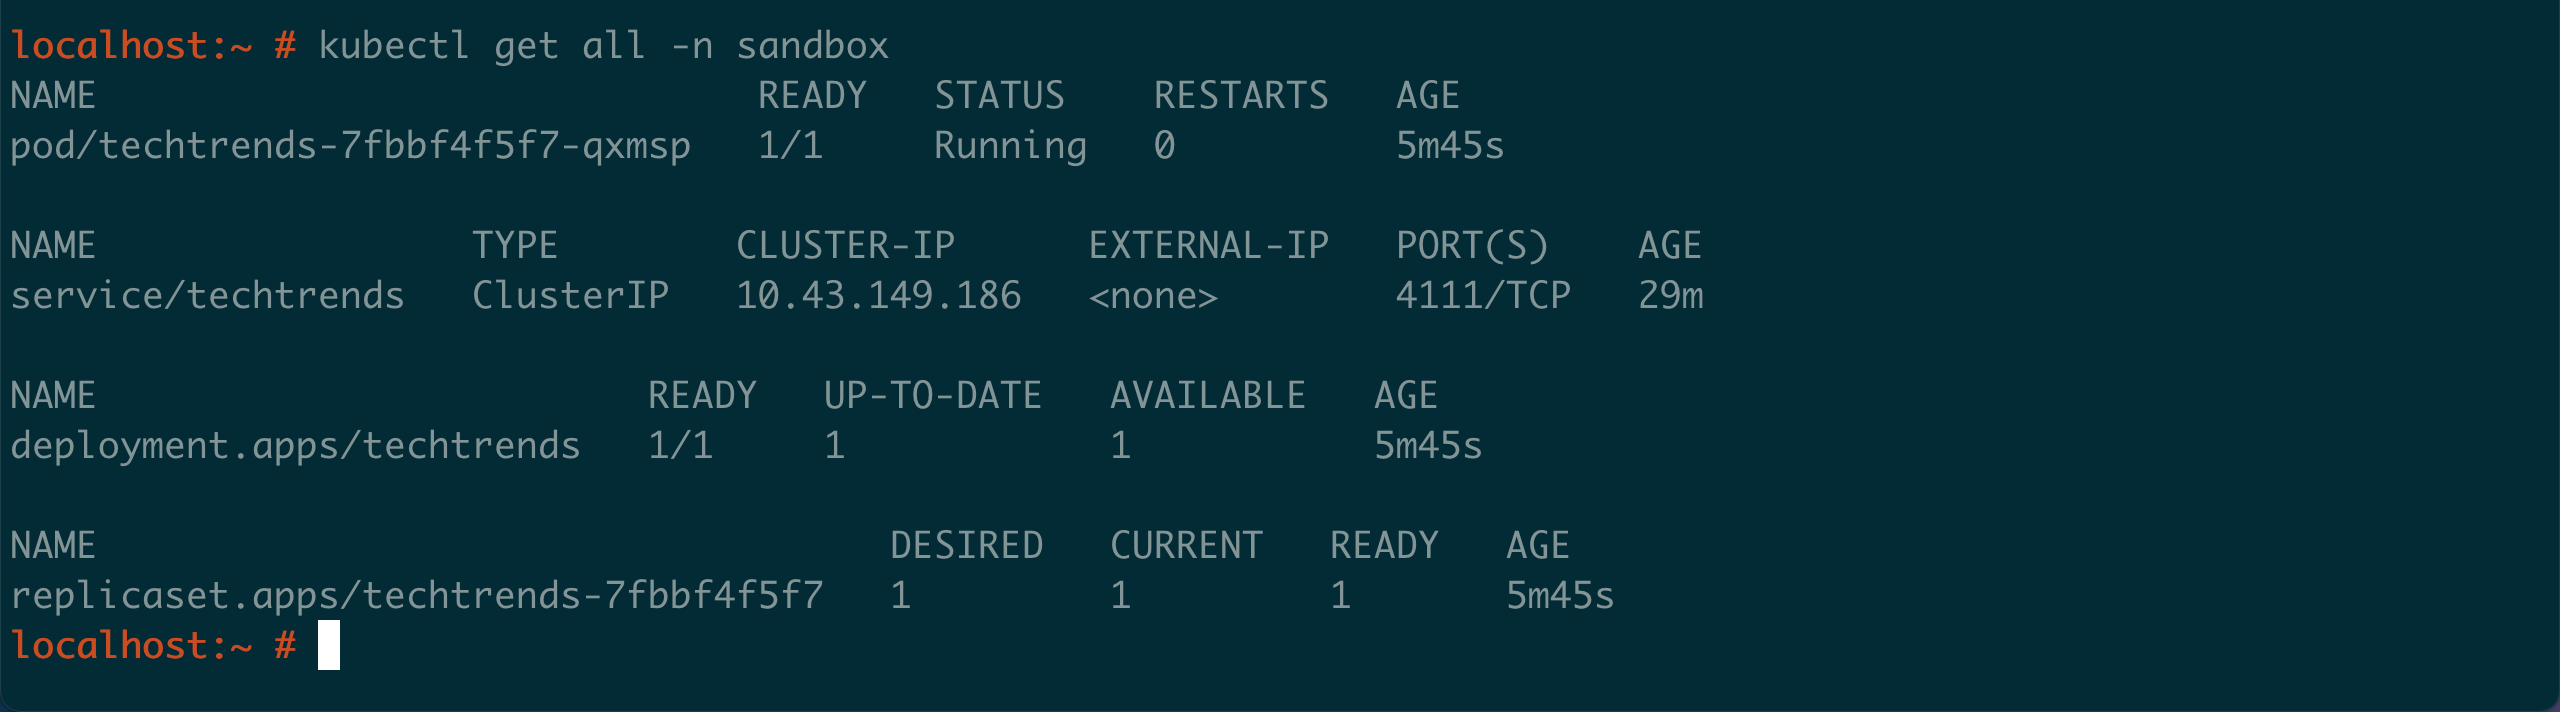 localhost:~ # kubectl get all -n sandbox
NAME                              READY   STATUS    RESTARTS   AGE
pod/techtrends-7fbbf4f5f7-qxmsp   1/1     Running   0          5m45s

NAME                 TYPE        CLUSTER-IP      EXTERNAL-IP   PORT(S)    AGE
service/techtrends   ClusterIP   10.43.149.186   <none>        4111/TCP   29m

NAME                         READY   UP-TO-DATE   AVAILABLE   AGE
deployment.apps/techtrends   1/1     1            1           5m45s

NAME                                    DESIRED   CURRENT   READY   AGE
replicaset.apps/techtrends-7fbbf4f5f7   1         1         1       5m45s
localhost:~ #